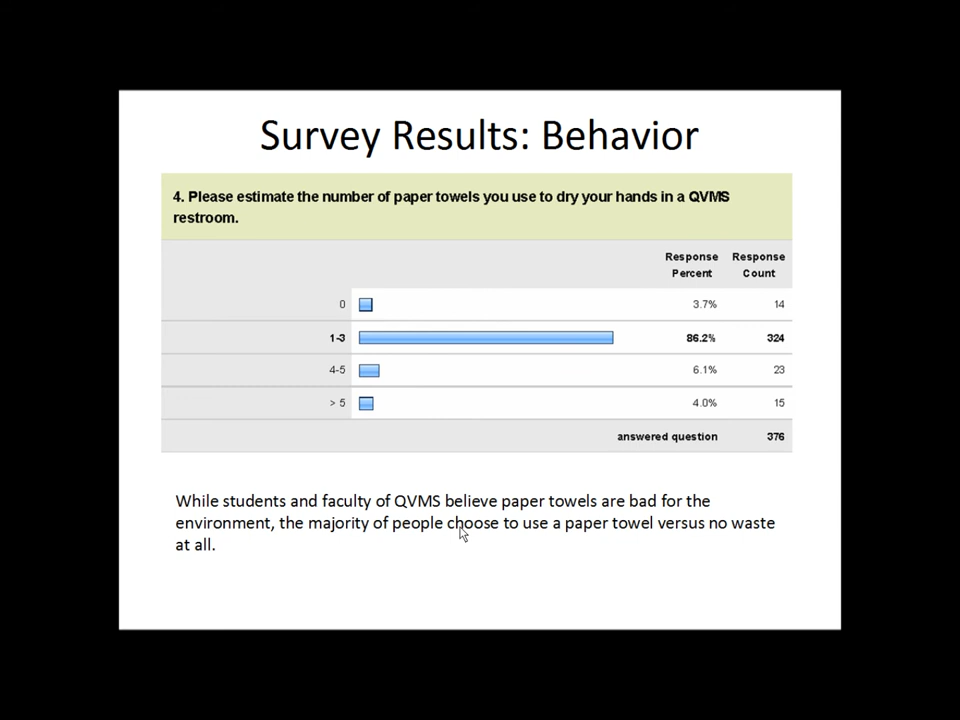 Survey Results: Behavior
4. Please estimate the number of paper towels you use to dry your hands in a QVMS
restroom.
Response Percent Response Count
0 3.7% 14
1-3 86.2% 324
4-5 6.1% 23
> 5 4.0% 15
answered question 376
While students and faculty of QVMS believe paper towels are bad for the
environment, the majority of people choose to use a paper towel versus no waste
at all.